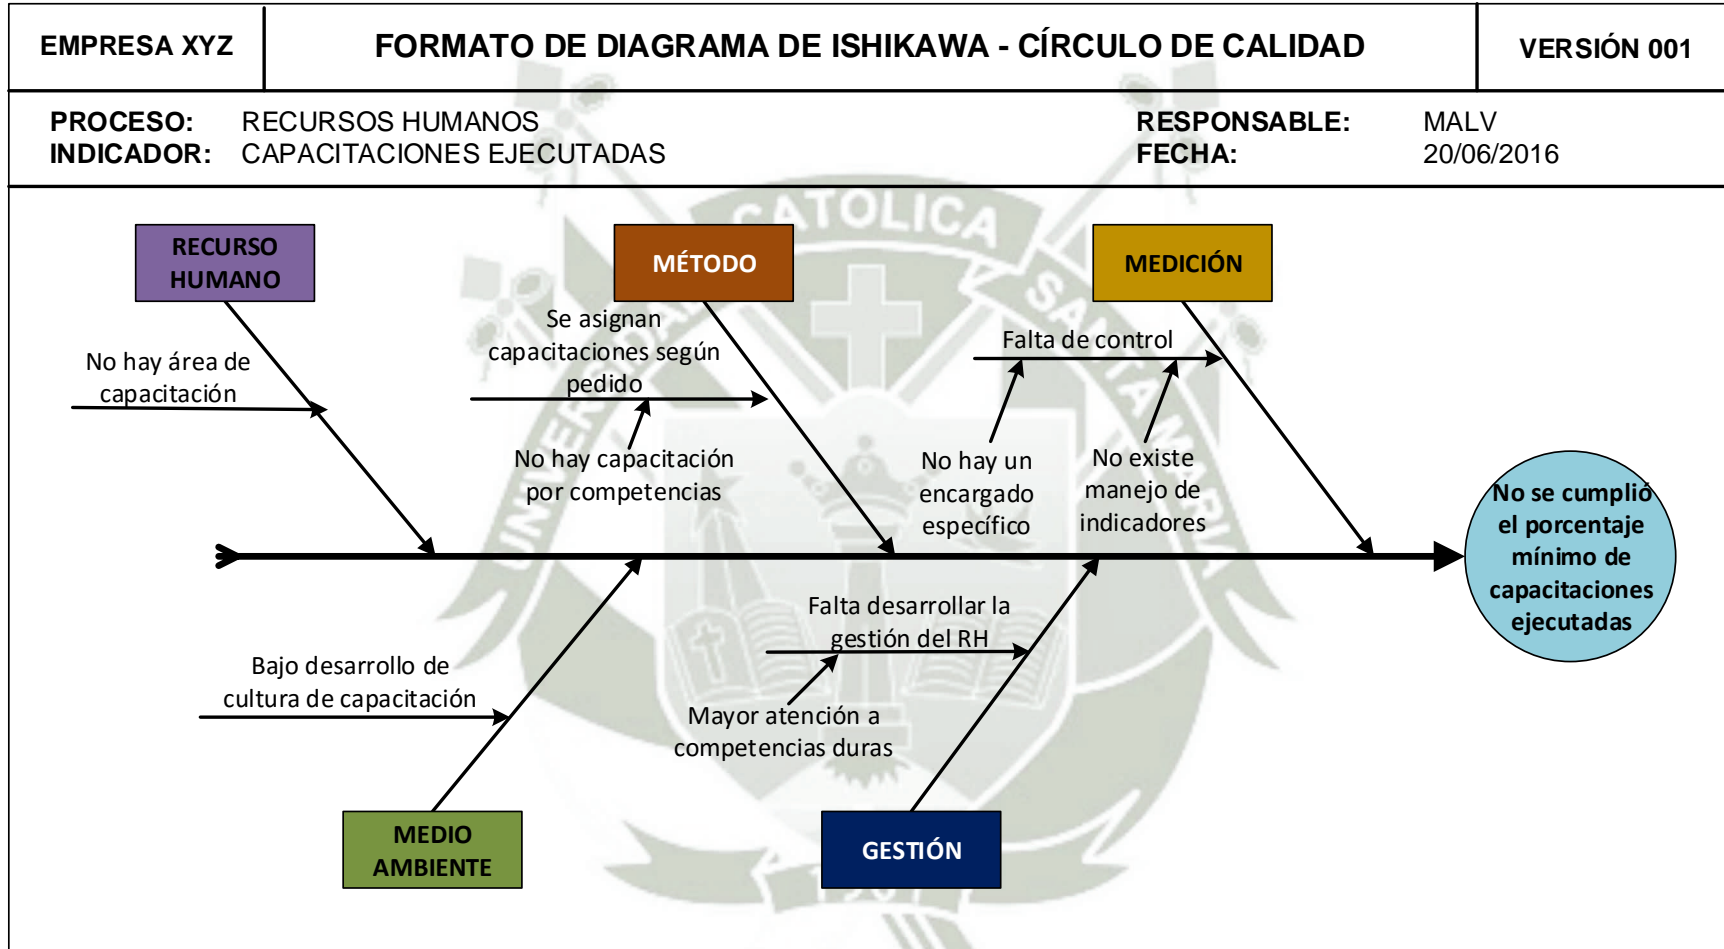 EMPRESA XYZ
FORMATO DE DIAGRAMA DE ISHIKAWA - CÍRCULO DE CALIDAD
VERSIÓN 001
PROCESO: RECURSOS HUMANOS
RESPONSABLE: MALV
INDICADOR: CAPACITACIONES EJECUTADAS
FECHA: 20/06/2016
RECURSO
HUMANO
MÉTODO
MEDICIÓN
No hay área de
capacitación
Se asignan
capacitaciones según
pedido
No hay capacitación
por competencias
Falta de control
No hay un
encargado
específico
No existe
manejo de
indicadores
No se cumplió
el porcentaje
mínimo de
capacitaciones
ejecutadas
Bajo desarrollo de
cultura de capacitación
Falta desarrollar la
gestión del RH
Mayor atención a
competencias duras
MEDIO
AMBIENTE
GESTIÓN
UNIVERSIDAD
CATOLICA
SANTA MARIA